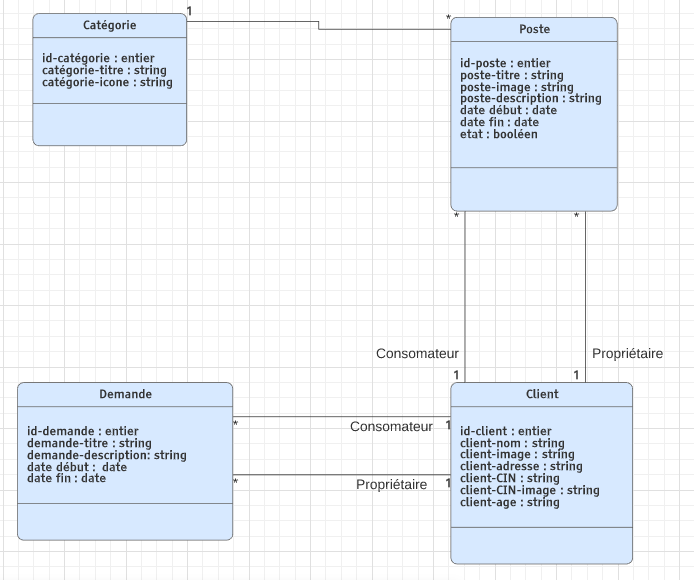 Catégorie
1
id-catégorie : entier
catégorie-titre : string
catégorie-icone : string
*
Poste
id-poste : entier
poste-titre : string
poste-image : string
poste-description : string
date début : date
date fin : date
etat : booléen
*
*
Consomateur
Propriétaire
1
1
Demande
id-demande : entier
demande-titre : string
demande-description: string
date début : date
date fin : date
*
Consomateur
1
*
Propriétaire
1
Client
id-client : entier
client-nom : string
client-image : string
client-adresse : string
client-CIN : string
client-CIN-image : string
client-age : string